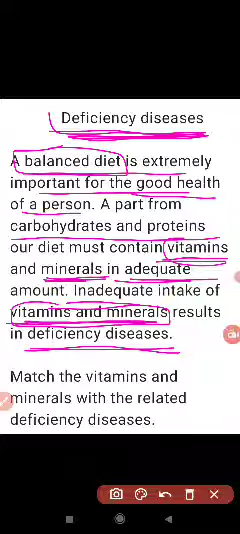 Deficiency diseases
A balanced diet is extremely
important for the good health
of a person. A part from
carbohydrates and proteins
our diet must contain vitamins
and minerals in adequate
amount. Inadequate intake of
vitamins and minerals results
in deficiency diseases.
Match the vitamins and
minerals with the related
deficiency diseases.